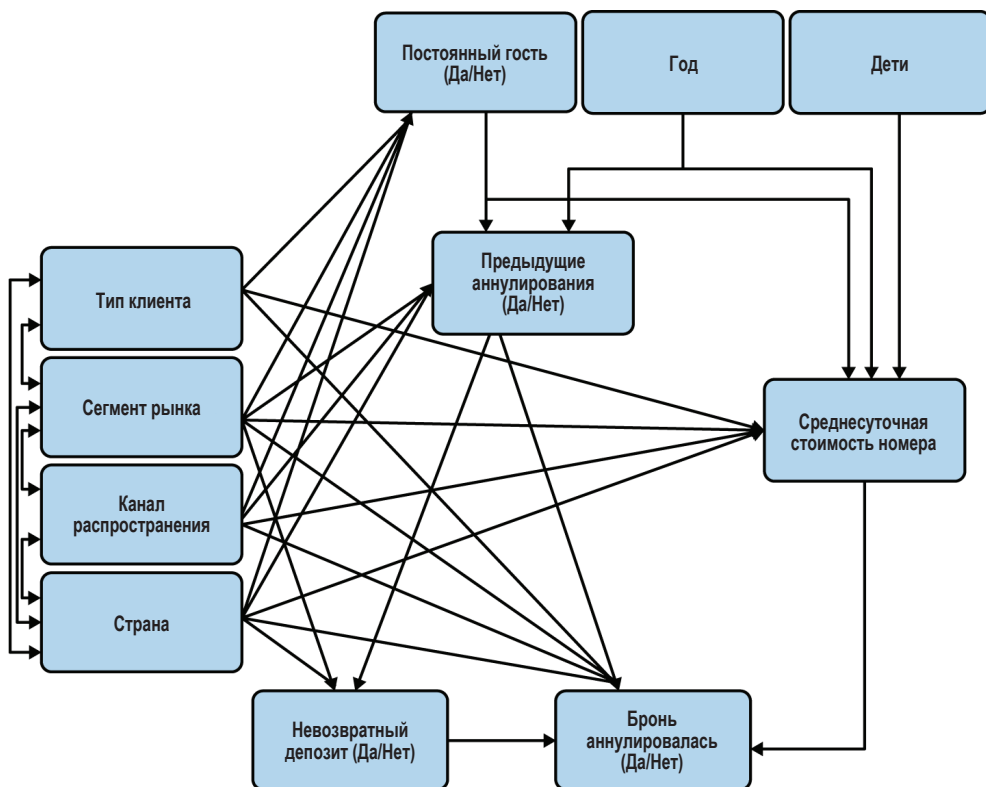 Постоянный гость
(Да/Нет)
Год
Дети
Предыдущие
аннулирования
(Да/Нет)
Тип клиента
Сегмент рынка
Среднесуточная
стоимость номера
Канал
распространения
Страна
Невозвратный
депозит (Да/Нет)
Бронь
аннулировалась
(Да/Нет)